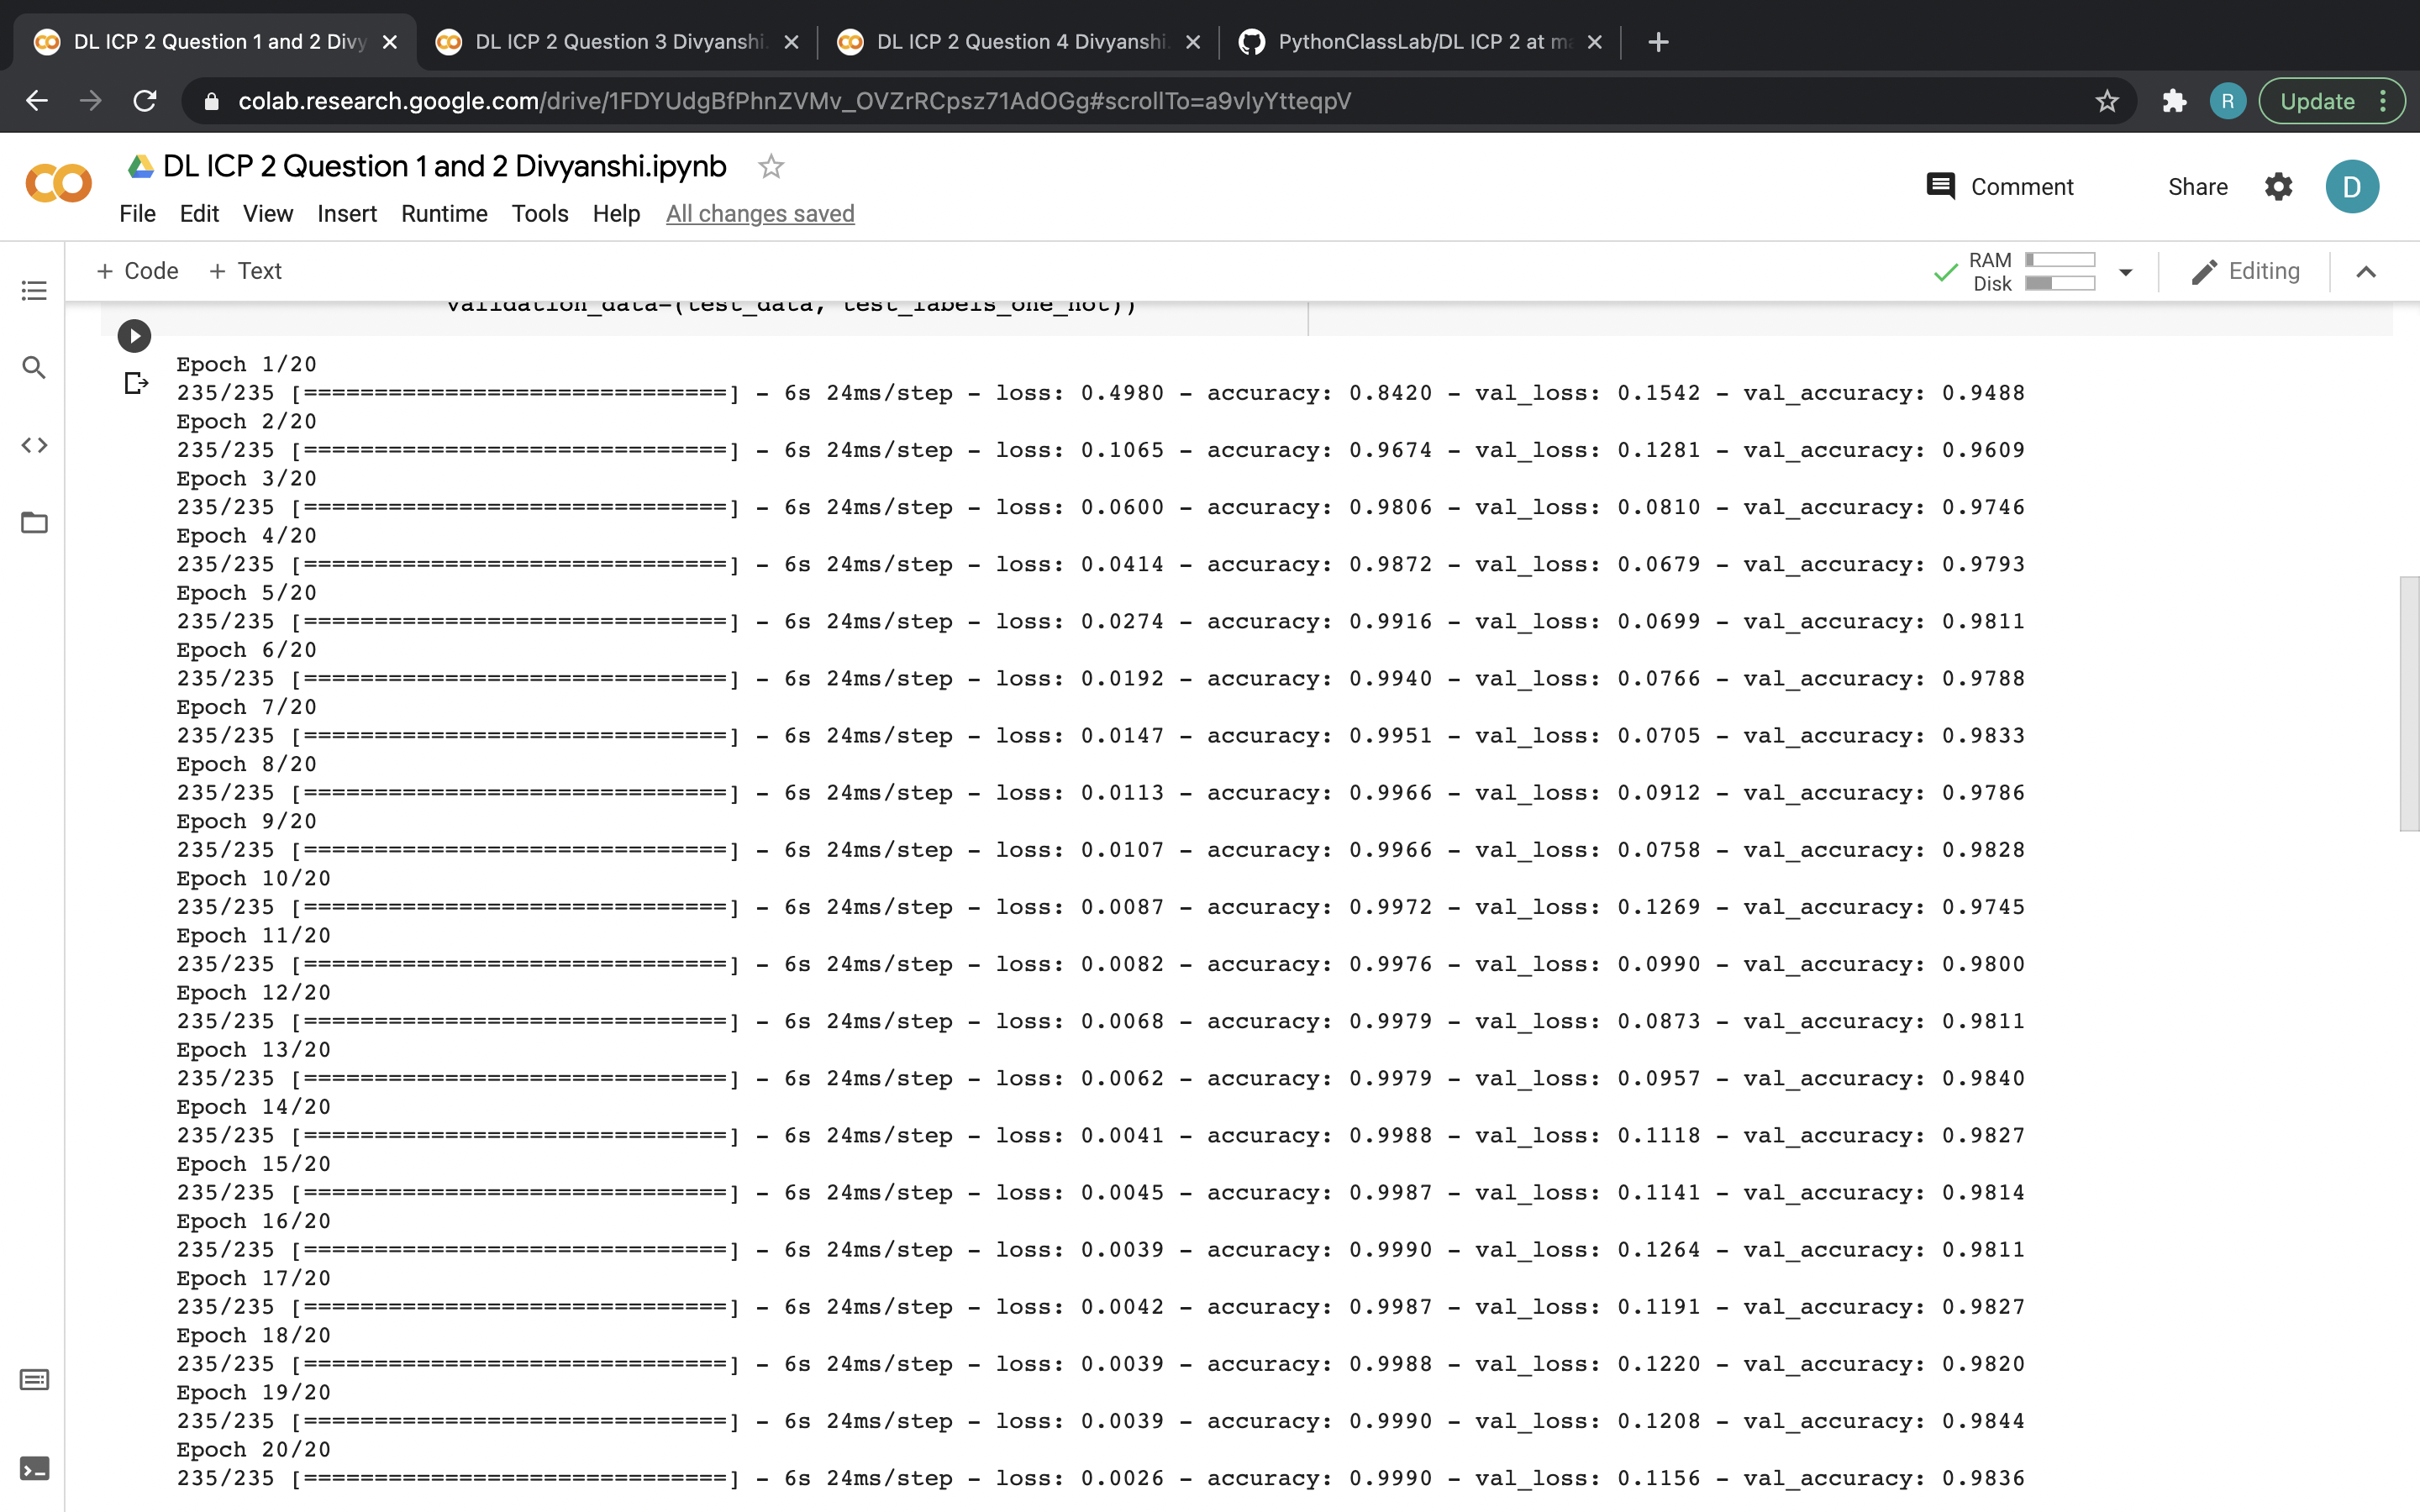 DL ICP 2 Question 1 and 2 Divy
DL ICP 2 Question 3 Divyanshi.
DL ICP 2 Question 4 Divyanshi.
PythonClassLab/DL ICP 2 at ma
colab.research.google.com/drive/1FDYUdgBfPhnZVMv_OVZrRCpsz71AdOGg#scrollTo=a9vlyYtteqpV
R
Update
DL ICP 2 Question 1 and 2 Divyanshi.ipynb
Comment
Share
D
File Edit View Insert Runtime Tools Help All changes saved
+ Code + Text
RAM
Disk
Editing
validation_data=(test_data, test_labels_one_hot))
Epoch 1/20
235/235 [==============================] - 6s 24ms/step - loss: 0.4980 - accuracy: 0.8420 - val_loss: 0.1542 - val_accuracy: 0.9488
Epoch 2/20
235/235 [==============================] - 6s 24ms/step - loss: 0.1065 - accuracy: 0.9674 - val_loss: 0.1281 - val_accuracy: 0.9609
Epoch 3/20
235/235 [==============================] - 6s 24ms/step - loss: 0.0600 - accuracy: 0.9806 - val_loss: 0.0810 - val_accuracy: 0.9746
Epoch 4/20
235/235 [==============================] - 6s 24ms/step - loss: 0.0414 - accuracy: 0.9872 - val_loss: 0.0679 - val_accuracy: 0.9793
Epoch 5/20
235/235 [==============================] - 6s 24ms/step - loss: 0.0274 - accuracy: 0.9916 - val_loss: 0.0699 - val_accuracy: 0.9811
Epoch 6/20
235/235 [==============================] - 6s 24ms/step - loss: 0.0192 - accuracy: 0.9940 - val_loss: 0.0766 - val_accuracy: 0.9788
Epoch 7/20
235/235 [==============================] - 6s 24ms/step - loss: 0.0147 - accuracy: 0.9951 - val_loss: 0.0705 - val_accuracy: 0.9833
Epoch 8/20
235/235 [==============================] - 6s 24ms/step - loss: 0.0113 - accuracy: 0.9966 - val_loss: 0.0912 - val_accuracy: 0.9786
Epoch 9/20
235/235 [==============================] - 6s 24ms/step - loss: 0.0107 - accuracy: 0.9966 - val_loss: 0.0758 - val_accuracy: 0.9828
Epoch 10/20
235/235 [==============================] - 6s 24ms/step - loss: 0.0087 - accuracy: 0.9972 - val_loss: 0.1269 - val_accuracy: 0.9745
Epoch 11/20
235/235 [==============================] - 6s 24ms/step - loss: 0.0082 - accuracy: 0.9976 - val_loss: 0.0990 - val_accuracy: 0.9800
Epoch 12/20
235/235 [==============================] - 6s 24ms/step - loss: 0.0068 - accuracy: 0.9979 - val_loss: 0.0873 - val_accuracy: 0.9811
Epoch 13/20
235/235 [==============================] - 6s 24ms/step - loss: 0.0062 - accuracy: 0.9979 - val_loss: 0.0957 - val_accuracy: 0.9840
Epoch 14/20
235/235 [==============================] - 6s 24ms/step - loss: 0.0041 - accuracy: 0.9988 - val_loss: 0.1118 - val_accuracy: 0.9827
Epoch 15/20
235/235 [==============================] - 6s 24ms/step - loss: 0.0045 - accuracy: 0.9987 - val_loss: 0.1141 - val_accuracy: 0.9814
Epoch 16/20
235/235 [==============================] - 6s 24ms/step - loss: 0.0039 - accuracy: 0.9990 - val_loss: 0.1264 - val_accuracy: 0.9811
Epoch 17/20
235/235 [==============================] - 6s 24ms/step - loss: 0.0042 - accuracy: 0.9987 - val_loss: 0.1191 - val_accuracy: 0.9827
Epoch 18/20
235/235 [==============================] - 6s 24ms/step - loss: 0.0039 - accuracy: 0.9988 - val_loss: 0.1220 - val_accuracy: 0.9820
Epoch 19/20
235/235 [==============================] - 6s 24ms/step - loss: 0.0039 - accuracy: 0.9990 - val_loss: 0.1208 - val_accuracy: 0.9844
Epoch 20/20
235/235 [==============================] - 6s 24ms/step - loss: 0.0026 - accuracy: 0.9990 - val_loss: 0.1156 - val_accuracy: 0.9836